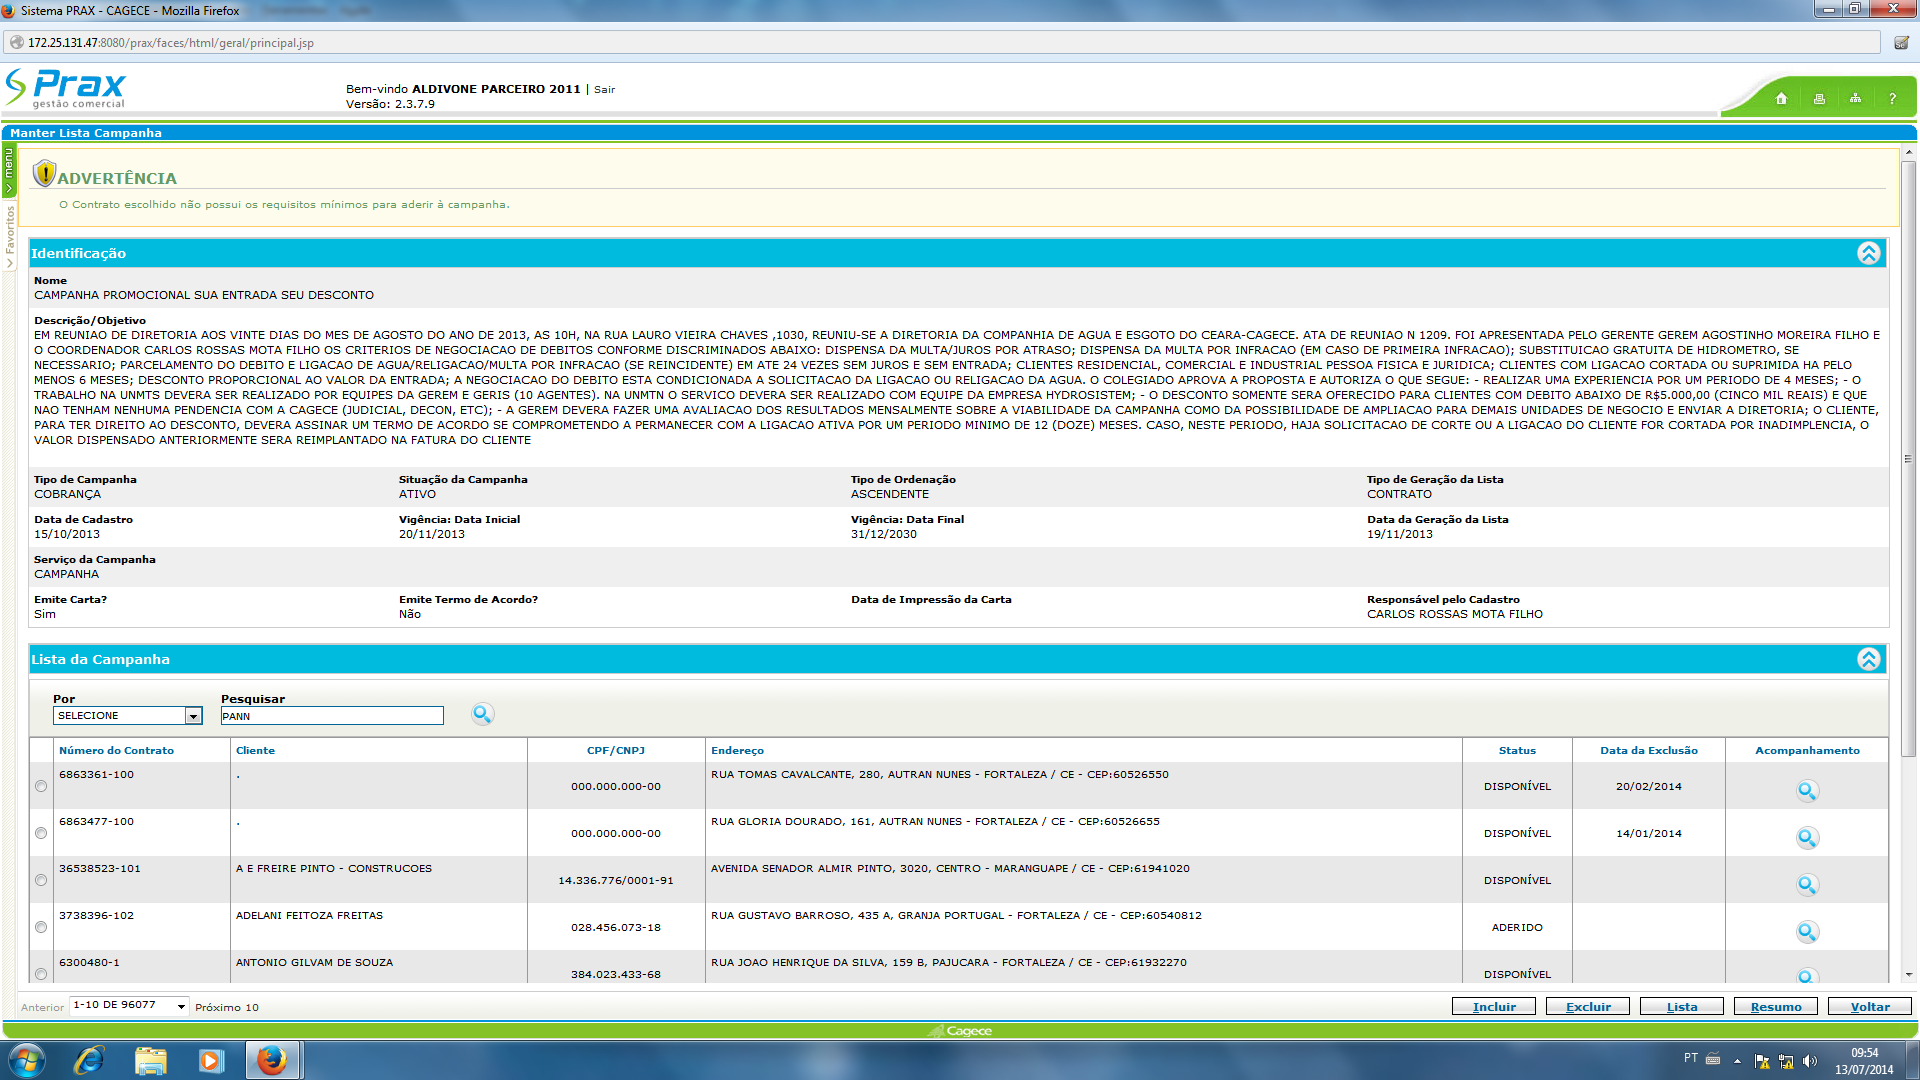 Sistema PRAX - CAGECE - Mozilla Firefox
172.25.131.47:8080/prax/faces/html/geral/principal.jsp
Prax
gestão comercial
Bem-vindo ALDIVONE PARCEIRO 2011 | Sair
Versão: 2.3.7.9
?
Manter Lista Campanha
menu
Favoritos
ADVERTÊNCIA
O Contrato escolhido não possui os requisitos mínimos para aderir à campanha.
Identificação
Nome
CAMPANHA PROMOCIONAL SUA ENTRADA SEU DESCONTO
Descrição/Objetivo
EM REUNIAO DE DIRETORIA AOS VINTE DIAS DO MES DE AGOSTO DO ANO DE 2013, AS 10H, NA RUA LAURO VIEIRA CHAVES ,1030, REUNIU-SE A DIRETORIA DA COMPANHIA DE AGUA E ESGOTO DO CEARA-CAGECE. ATA DE REUNIAO N 1209. FOI APRESENTADA PELO GERENTE GEREM AGOSTINHO MOREIRA FILHO E
O COORDENADOR CARLOS ROSSAS MOTA FILHO OS CRITERIOS DE NEGOCIACAO DE DEBITOS CONFORME DISCRIMINADOS ABAIXO: DISPENSA DA MULTA/JUROS POR ATRASO; DISPENSA DA MULTA POR INFRACAO (EM CASO DE PRIMEIRA INFRACAO); SUBSTITUICAO GRATUITA DE HIDROMETRO, SE
NECESSARIO; PARCELAMENTO DO DEBITO E LIGACAO DE AGUA/RELIGACAO/MULTA POR INFRACAO (SE REINCIDENTE) EM ATE 24 VEZES SEM JUROS E SEM ENTRADA; CLIENTES RESIDENCIAL, COMERCIAL E INDUSTRIAL PESSOA FISICA E JURIDICA; CLIENTES COM LIGACAO CORTADA OU SUPRIMIDA HA PELO
MENOS 6 MESES; DESCONTO PROPORCIONAL AO VALOR DA ENTRADA; A NEGOCIACAO DO DEBITO ESTA CONDICIONADA A SOLICITACAO DA LIGACAO OU RELIGACAO DA AGUA. O COLEGIADO APROVA A PROPOSTA E AUTORIZA O QUE SEGUE: - REALIZAR UMA EXPERIENCIA POR UM PERIODO DE 4 MESES; - O
TRABALHO NA UNMTS DEVERA SER REALIZADO POR EQUIPES DA GEREM E GERIS (10 AGENTES). NA UNMTN O SERVICO DEVERA SER REALIZADO COM EQUIPE DA EMPRESA HYDROSISTEM; - O DESCONTO SOMENTE SERA OFERECIDO PARA CLIENTES COM DEBITO ABAIXO DE R$5.000,00 (CINCO MIL REAIS) E QUE
NAO TENHAM NENHUMA PENDENCIA COM A CAGECE (JUDICIAL, DECON, ETC); - A GEREM DEVERA FAZER UMA AVALIACAO DOS RESULTADOS MENSALMENTE SOBRE A VIABILIDADE DA CAMPANHA COMO DA POSSIBILIDADE DE AMPLIACAO PARA DEMAIS UNIDADES DE NEGOCIO E ENVIAR A DIRETORIA; O CLIENTE,
PARA TER DIREITO AO DESCONTO, DEVERA ASSINAR UM TERMO DE ACORDO SE COMPROMETENDO A PERMANECER COM A LIGACAO ATIVA POR UM PERIODO MINIMO DE 12 (DOZE) MESES. CASO, NESTE PERIODO, HAJA SOLICITACAO DE CORTE OU A LIGACAO DO CLIENTE FOR CORTADA POR INADIMPLENCIA, O
VALOR DISPENSADO ANTERIORMENTE SERA REIMPLANTADO NA FATURA DO CLIENTE
Tipo de Campanha Situação da Campanha Tipo de Ordenação Tipo de Geração da Lista
COBRANÇA ATIVO ASCENDENTE CONTRATO
Data de Cadastro Vigência: Data Inicial Vigência: Data Final Data da Geração da Lista
15/10/2013 20/11/2013 31/12/2030 19/11/2013
Serviço da Campanha
CAMPANHA
Emite Carta? Emite Termo de Acordo? Data de Impressão da Carta Responsável pelo Cadastro
Sim Não CARLOS ROSSAS MOTA FILHO
Lista da Campanha
Por Pesquisar
SELECIONE PANN
Número do Contrato Cliente CPF/CNPJ Endereço Status Data da Exclusão Acompanhamento
6863361-100 . 000.000.000-00 RUA TOMAS CAVALCANTE, 280, AUTRAN NUNES - FORTALEZA / CE - CEP:60526550 DISPONÍVEL 20/02/2014
6863477-100 . 000.000.000-00 RUA GLORIA DOURADO, 161, AUTRAN NUNES - FORTALEZA / CE - CEP:60526655 DISPONÍVEL 14/01/2014
36538523-101 A E FREIRE PINTO - CONSTRUCOES 14.336.776/0001-91 AVENIDA SENADOR ALMIR PINTO, 3020, CENTRO - MARANGUAPE / CE - CEP:61941020 DISPONÍVEL
3738396-102 ADELANI FEITOZA FREITAS 028.456.073-18 RUA GUSTAVO BARROSO, 435 A, GRANJA PORTUGAL - FORTALEZA / CE - CEP:60540812 ADERIDO
6300480-1 ANTONIO GILVAM DE SOUZA 384.023.433-68 RUA JOAO HENRIQUE DA SILVA, 159 B, PAJUCARA - FORTALEZA / CE - CEP:61932270 DISPONÍVEL
Anterior 1-10 DE 96077 Próximo 10 Incluir Excluir Lista Resumo Voltar
Cagece
PT 09:54
13/07/2014